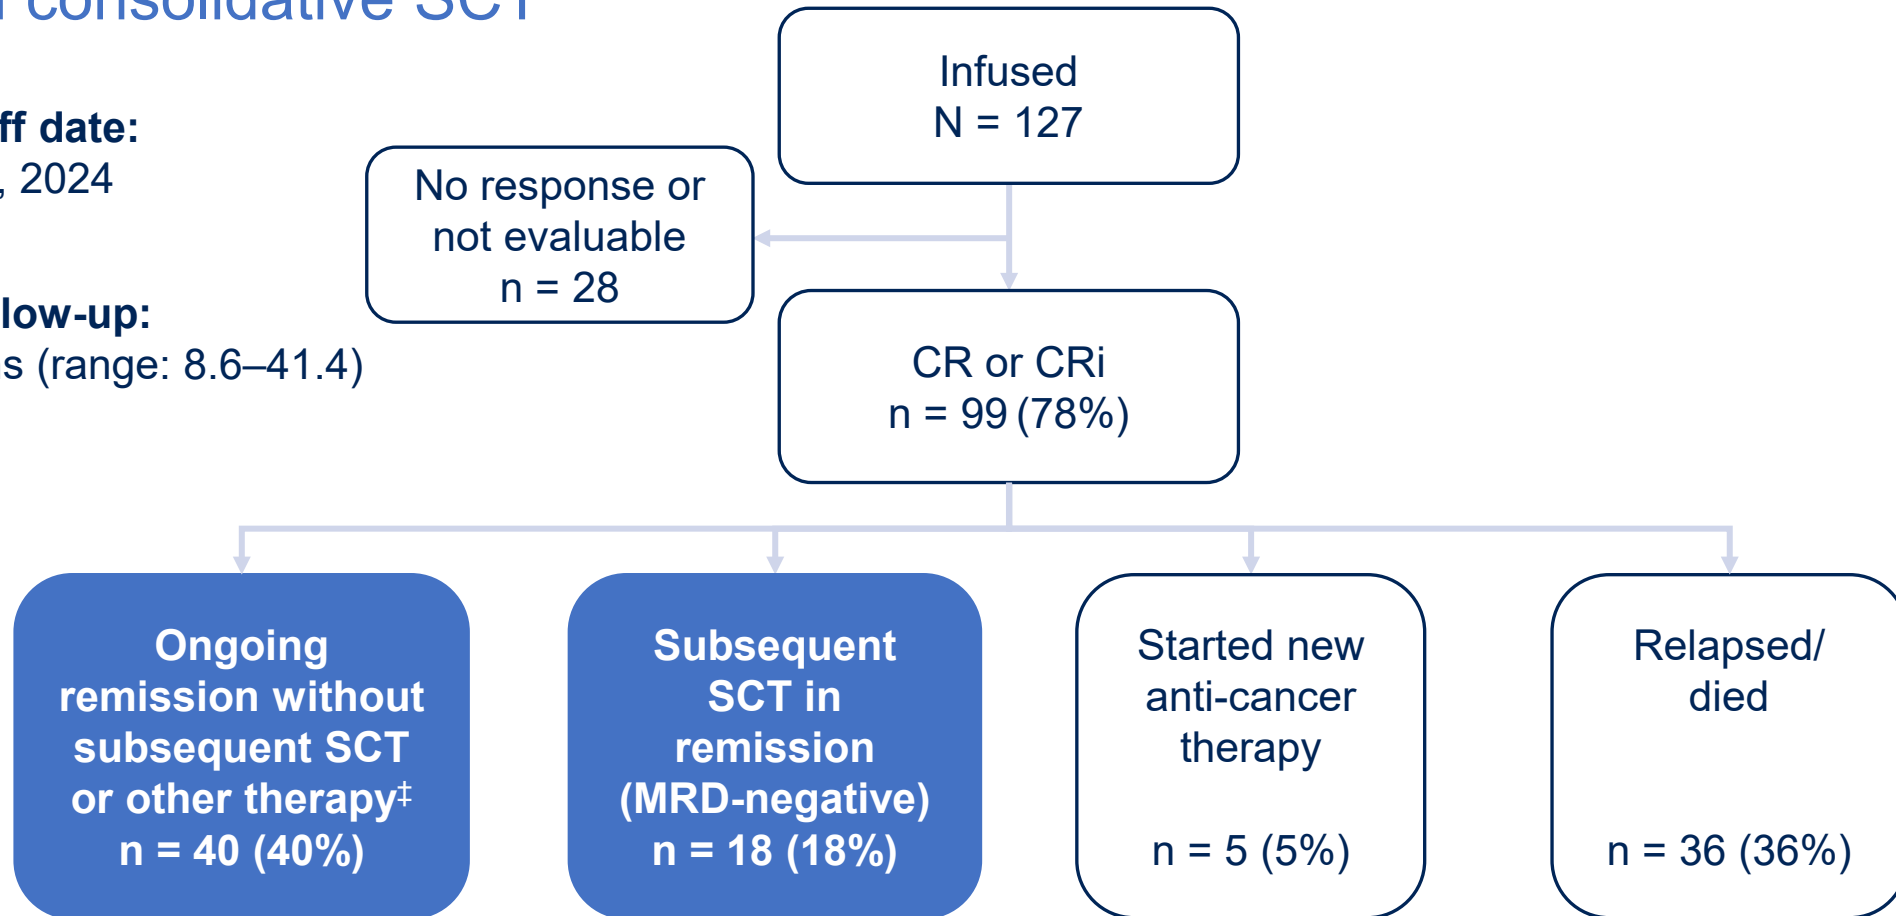 consolidative SCT
Infused
N = 127
ff date:
, 2024
No response or
not evaluable
n = 28
low-up:
s (range: 8.6–41.4)
CR or CRi
n = 99 (78%)
Ongoing
remission without
subsequent SCT
or other therapy‡
n = 40 (40%)
Subsequent
SCT in
remission
(MRD-negative)
n = 18 (18%)
Started new
anti-cancer
therapy
n = 5 (5%)
Relapsed/
died
n = 36 (36%)